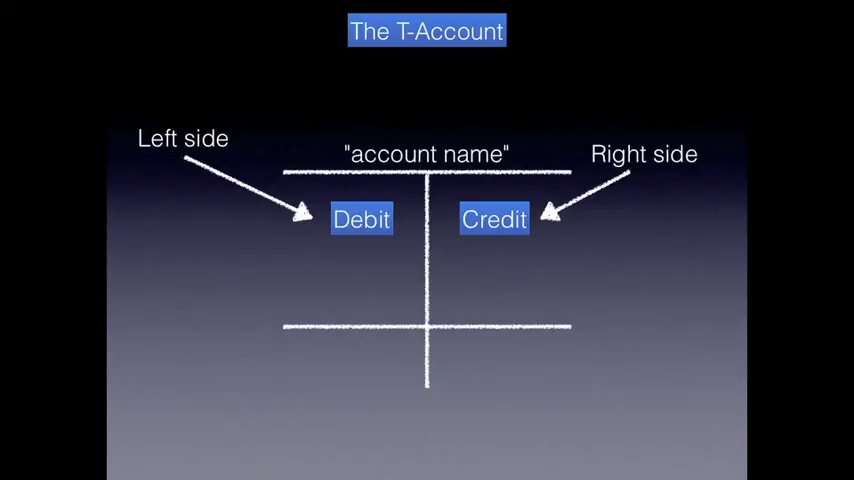 The T-Account
Left side
"account name"
Right side
Debit
Credit